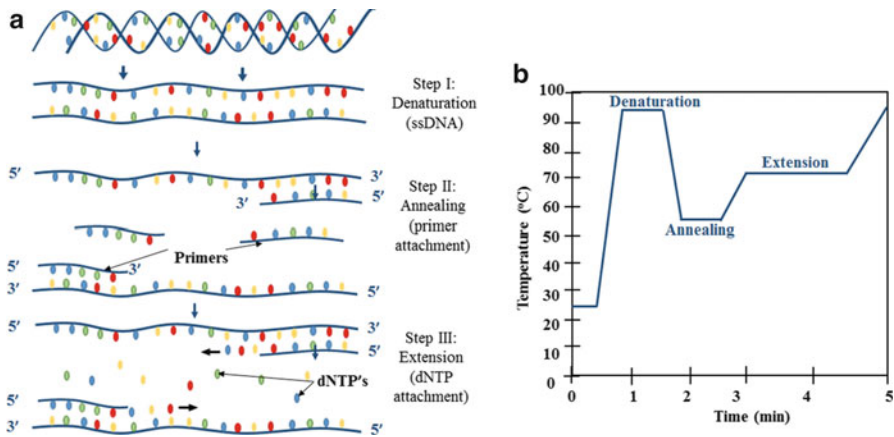 a
Step I:
Denaturation
(ssDNA)
5′
3′
3′
5′
Step II:
Annealing
(primer
attachment)
Primers
5′
3′
3′
5′
5′
3′
5′
Step III:
Extension
(dNTP
attachment)
dNTP's
5′
3′
5′
b
Temperature (°C)
100
90
80
70
60
50
40
30
20
10
0
Denaturation
Annealing
Extension
0
1
2
3
4
5
Time (min)